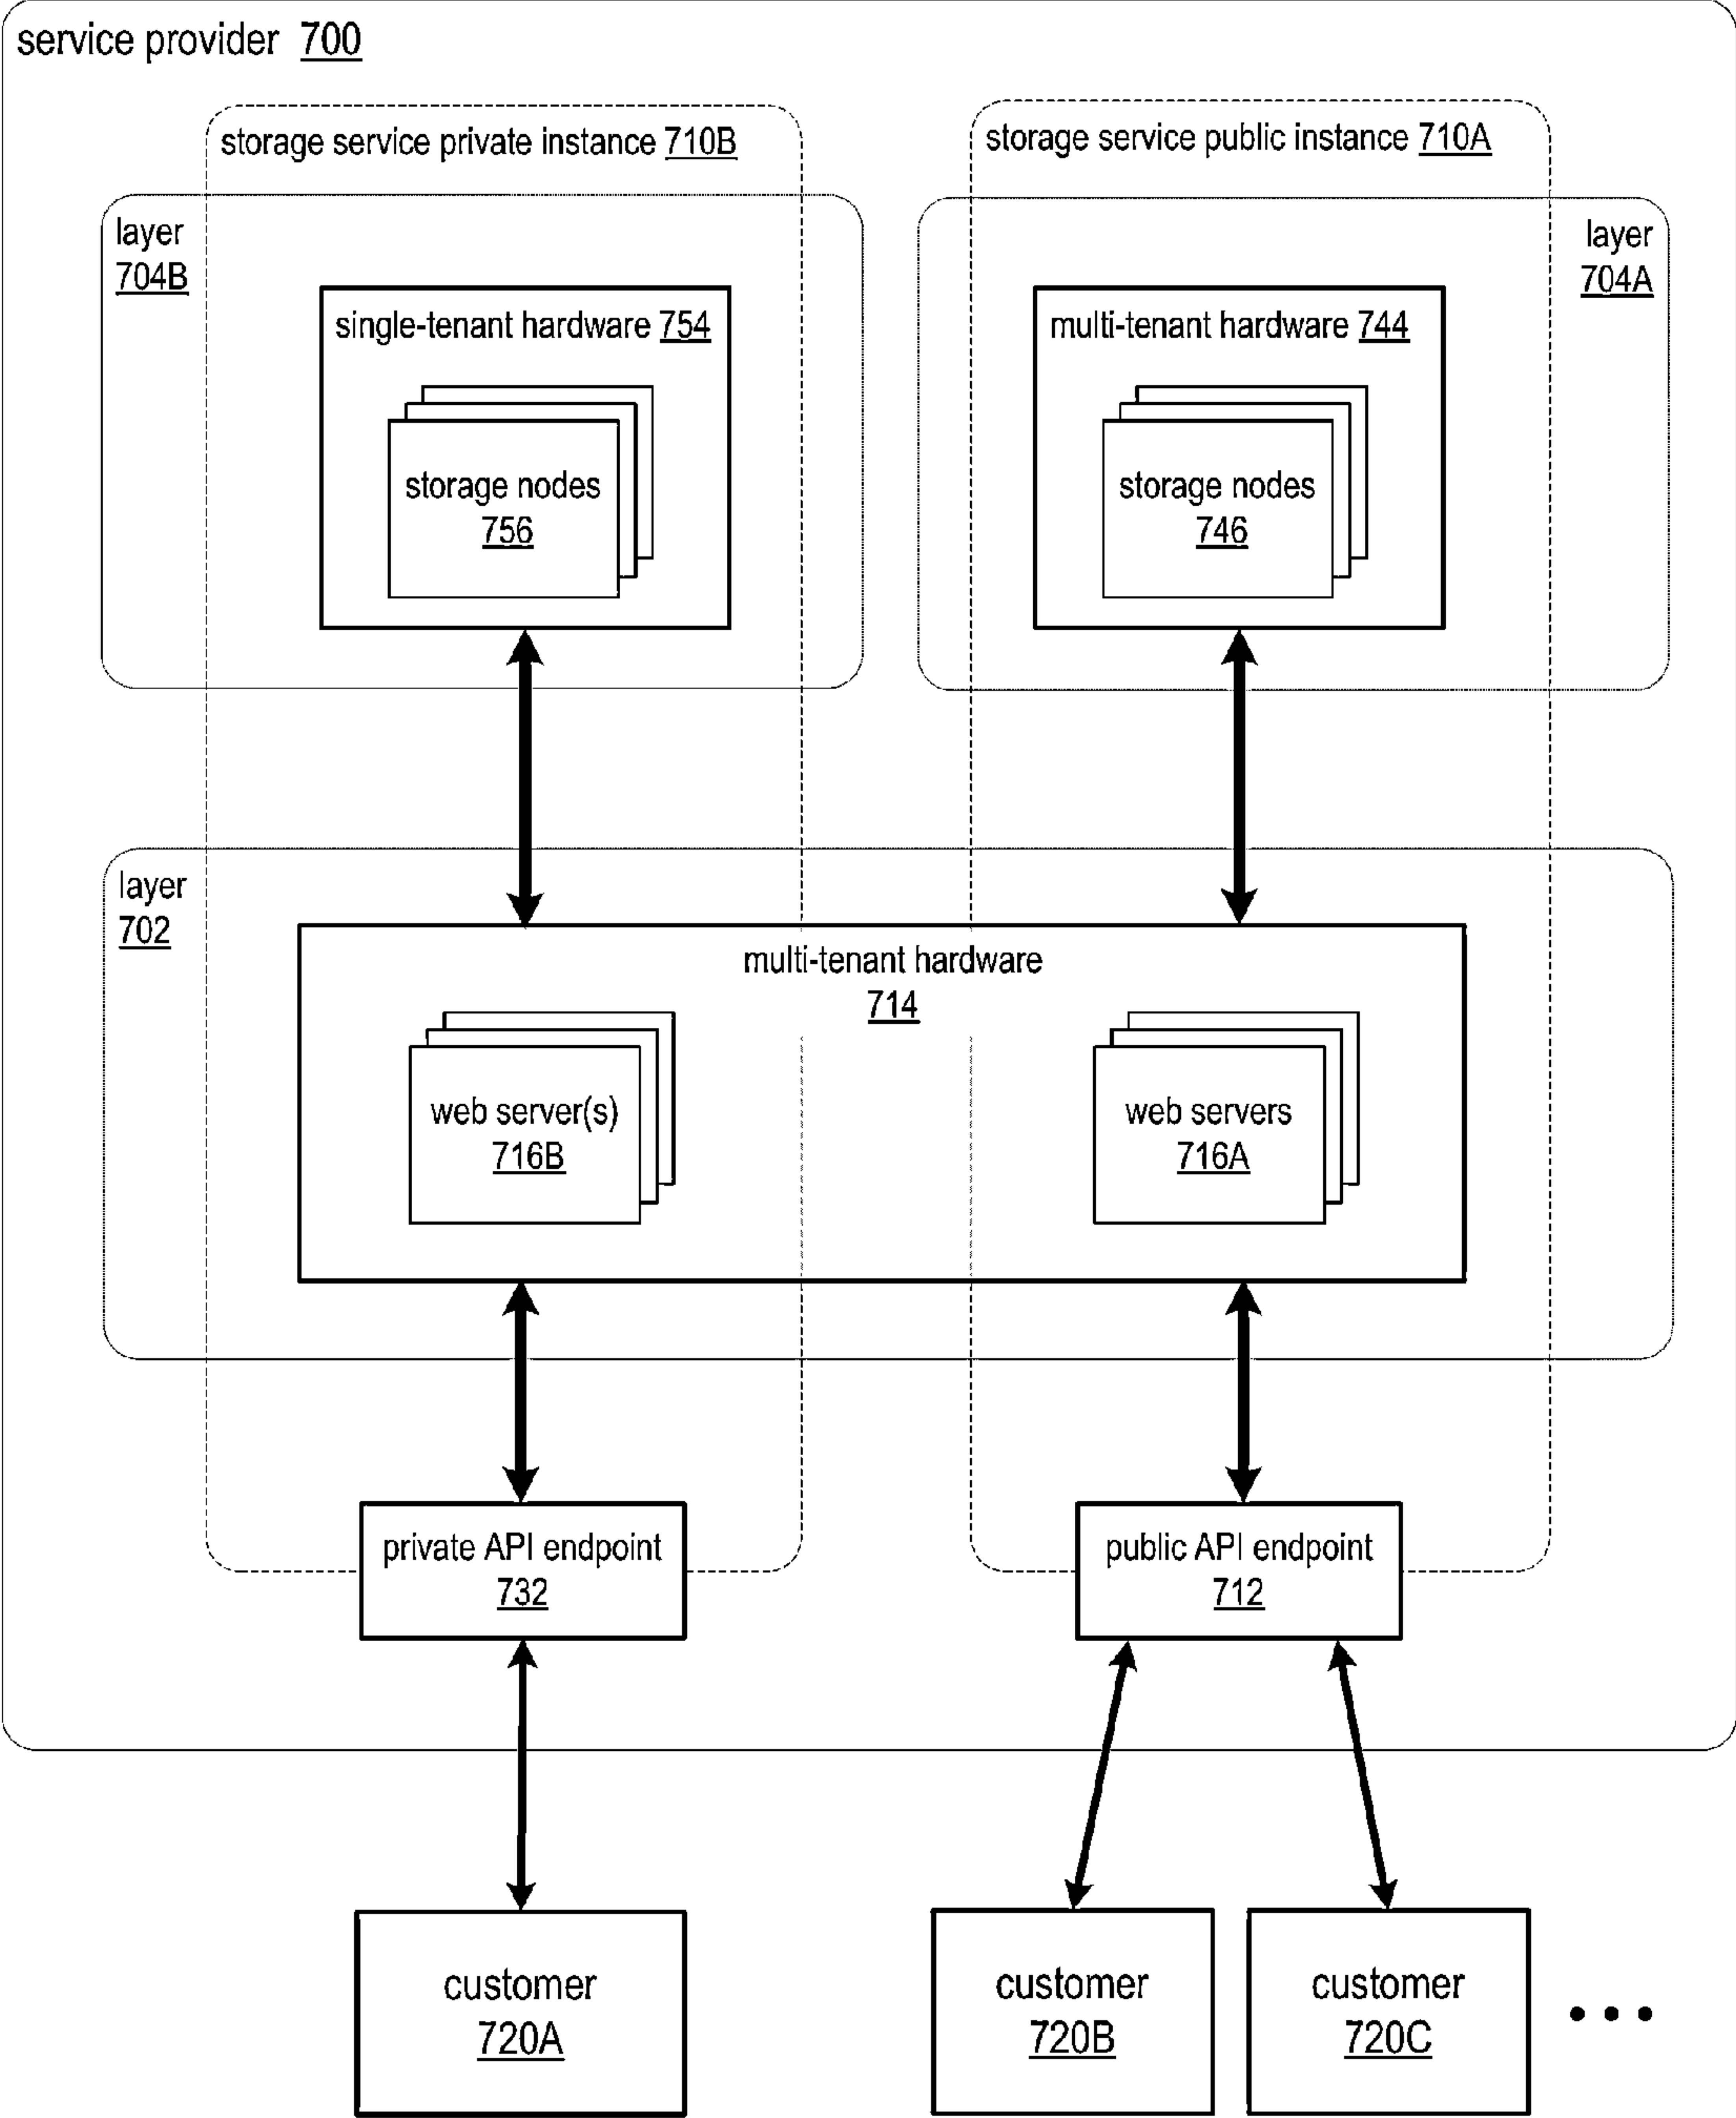 service provider 700
storage service private instance 710B
storage service public instance 710A
layer
704B
layer
704A
single-tenant hardware 754
multi-tenant hardware 744
storage nodes
756
storage nodes
746
layer
702
multi-tenant hardware
714
web server(s)
716B
web servers
716A
private API endpoint
732
public API endpoint
712
customer
720A
customer
720B
customer
720C